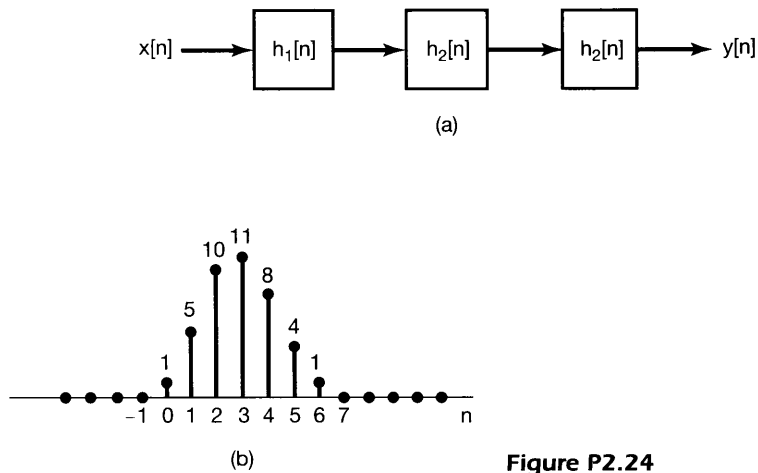 x[n] h₁[n] h₂[n] h₂[n] y[n]
(a)
11
10
8
5
4
1 1
−1 0 1 2 3 4 5 6 7 n
(b)
Figure P2.24